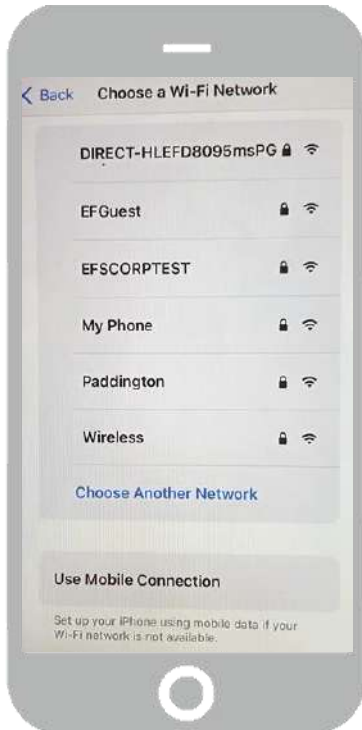 Back Choose a Wi-Fi Network
DIRECT-HLEFD8095msPG
EFGuest
EFSCORPTEST
My Phone
Paddington
Wireless
Choose Another Network
Use Mobile Connection
Set up your iPhone using mobile data if your
Wi-Fi network is not available.